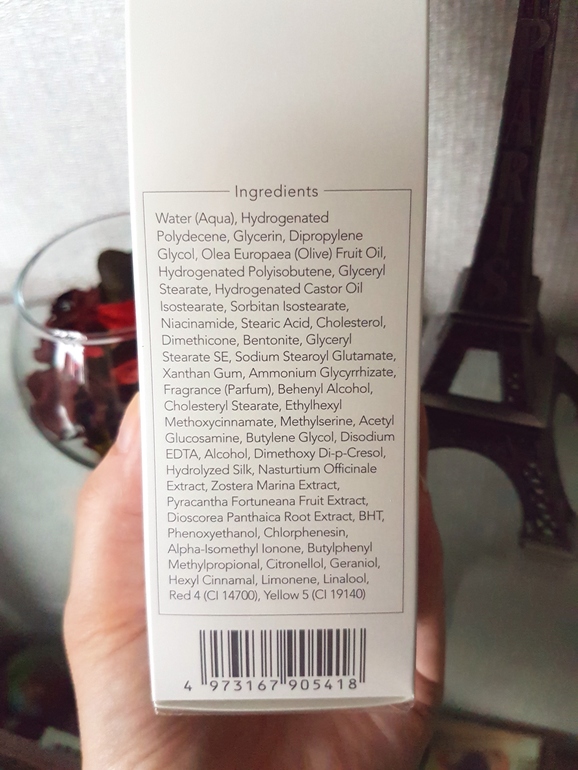 PARIS
Ingredients
Water (Aqua), Hydrogenated
Polydecene, Glycerin, Dipropylene
Glycol, Olea Europaea (Olive) Fruit Oil,
Hydrogenated Polyisobutene, Glyceryl
Stearate, Hydrogenated Castor Oil
Isostearate, Sorbitan Isostearate,
Niacinamide, Stearic Acid, Cholesterol,
Dimethicone, Bentonite, Glyceryl
Stearate SE, Sodium Stearoyl Glutamate,
Xanthan Gum, Ammonium Glycyrrhizate,
Fragrance (Parfum), Behenyl Alcohol,
Cholesteryl Stearate, Ethylhexyl
Methoxycinnamate, Methylserine, Acetyl
Glucosamine, Butylene Glycol, Disodium
EDTA, Alcohol, Dimethoxy Di-p-Cresol,
Hydrolyzed Silk, Nasturtium Officinale
Extract, Zostera Marina Extract,
Pyracantha Fortuneana Fruit Extract,
Dioscorea Panthaica Root Extract, BHT,
Phenoxyethanol, Chlorphenesin,
Alpha-Isomethyl Ionone, Butylphenyl
Methylpropional, Citronellol, Geraniol,
Hexyl Cinnamal, Limonene, Linalool,
Red 4 (CI 14700), Yellow 5 (CI 19140)
4 973167 905418